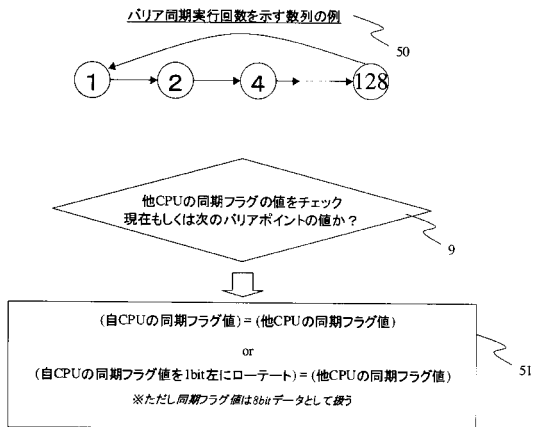 バリア同期実行回数を示す数列の例
50
1 2 4 128
他CPUの同期フラグの値をチェック
現在もしくは次のバリアポイントの値か？
9
(自CPUの同期フラグ値) = (他CPUの同期フラグ値)
or
(自CPUの同期フラグ値を1bit左にローテート) = (他CPUの同期フラグ値)
※ただし同期フラグ値は8bitデータとして扱う
51